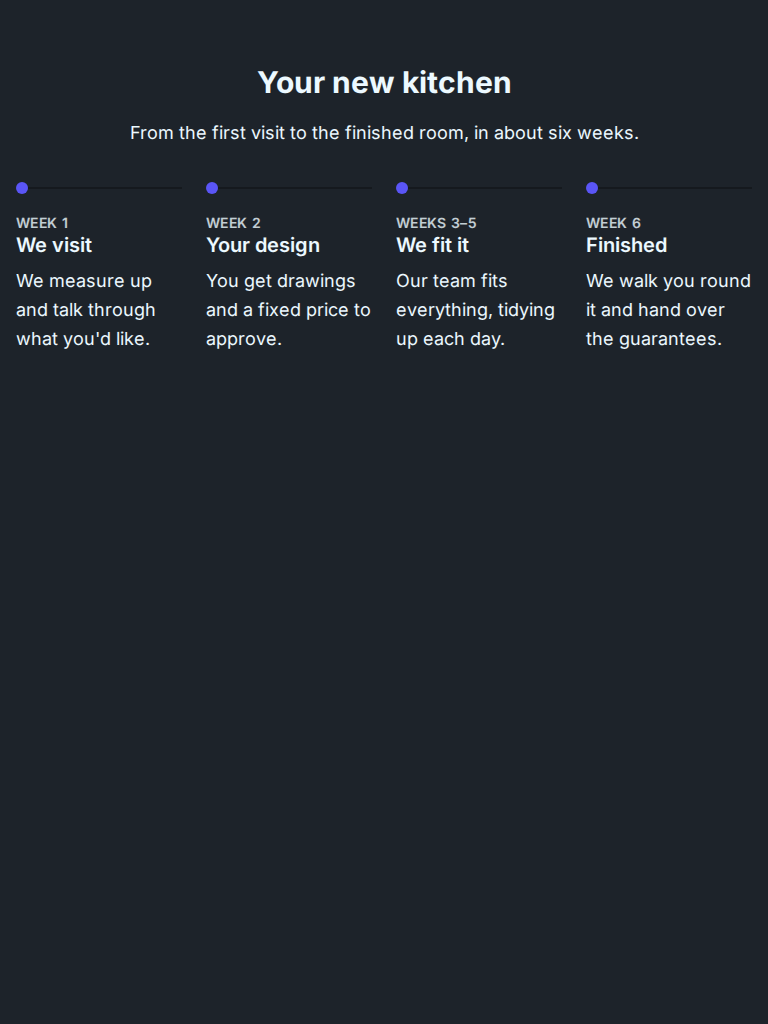 Your new kitchen
From the first visit to the finished room, in about six weeks.
WEEK 1
We visit
We measure up
and talk through
what you'd like.
WEEK 2
Your design
You get drawings
and a fixed price to
approve.
WEEKS 3–5
We fit it
Our team fits
everything, tidying
up each day.
WEEK 6
Finished
We walk you round
it and hand over
the guarantees.